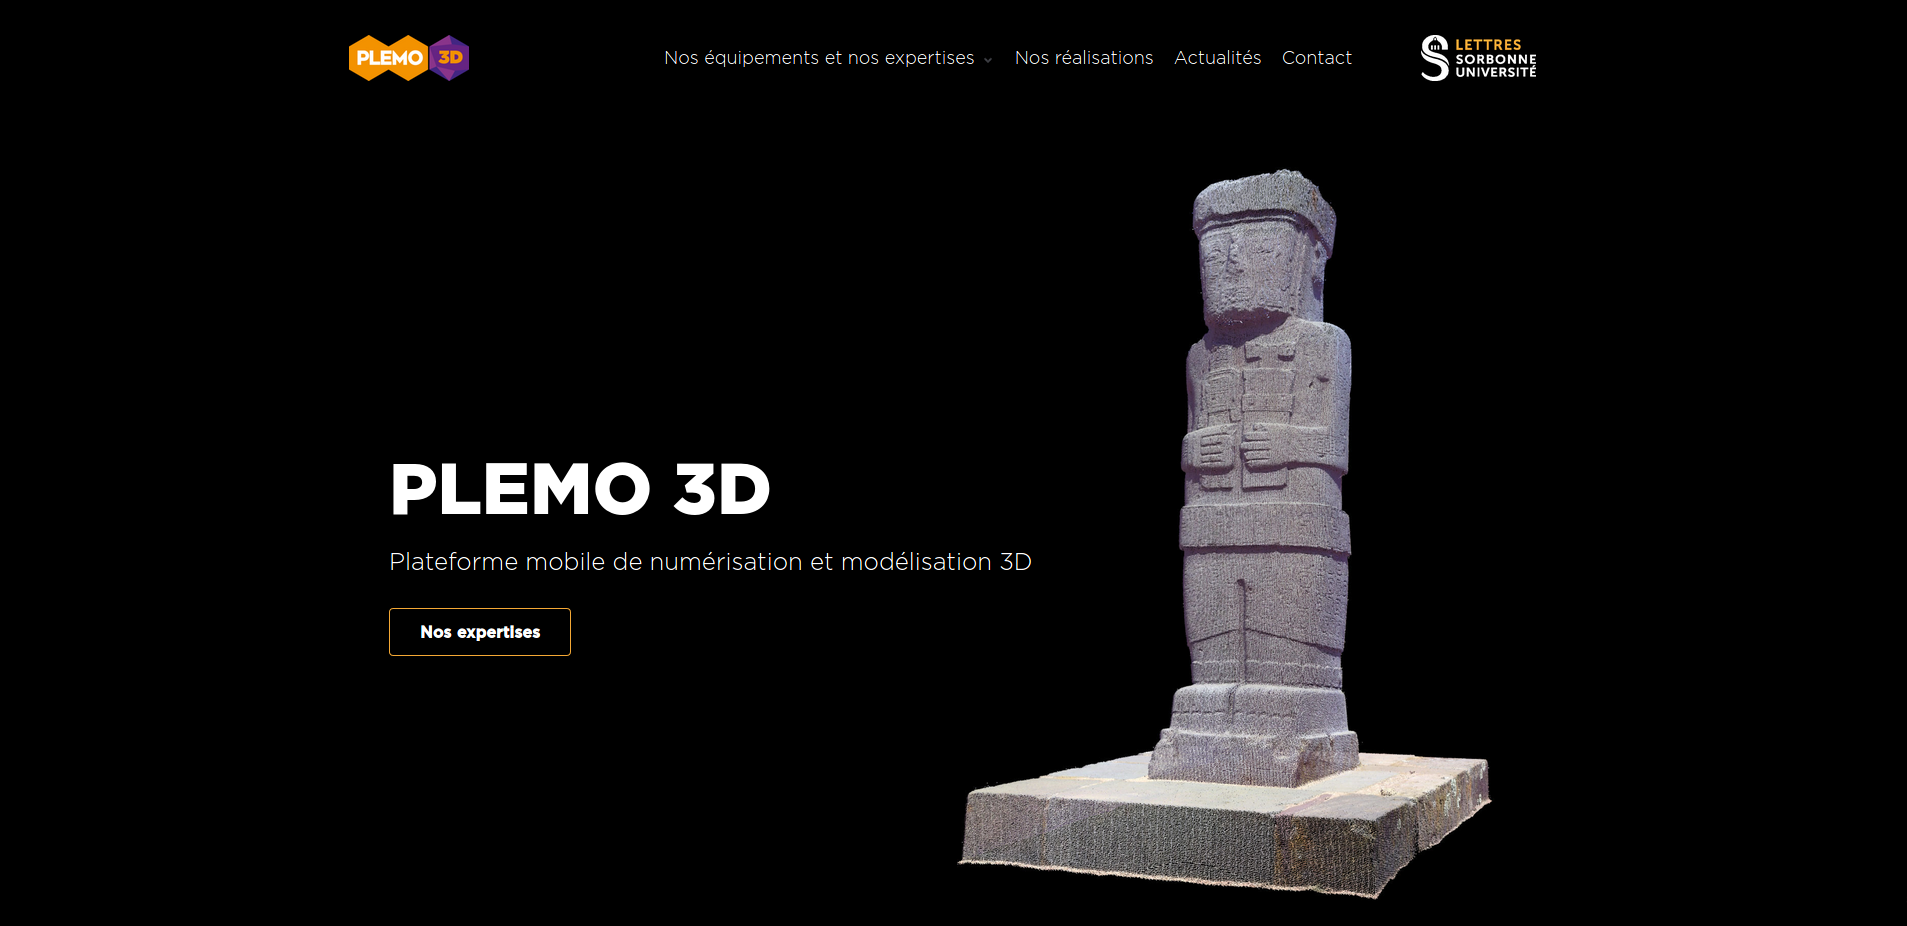 PLEMO 3D
Nos équipements et nos expertises
Nos réalisations
Actualités
Contact
LETTRES
SORBONNE
UNIVERSITÉ
PLEMO 3D
Plateforme mobile de numérisation et modélisation 3D
Nos expertises